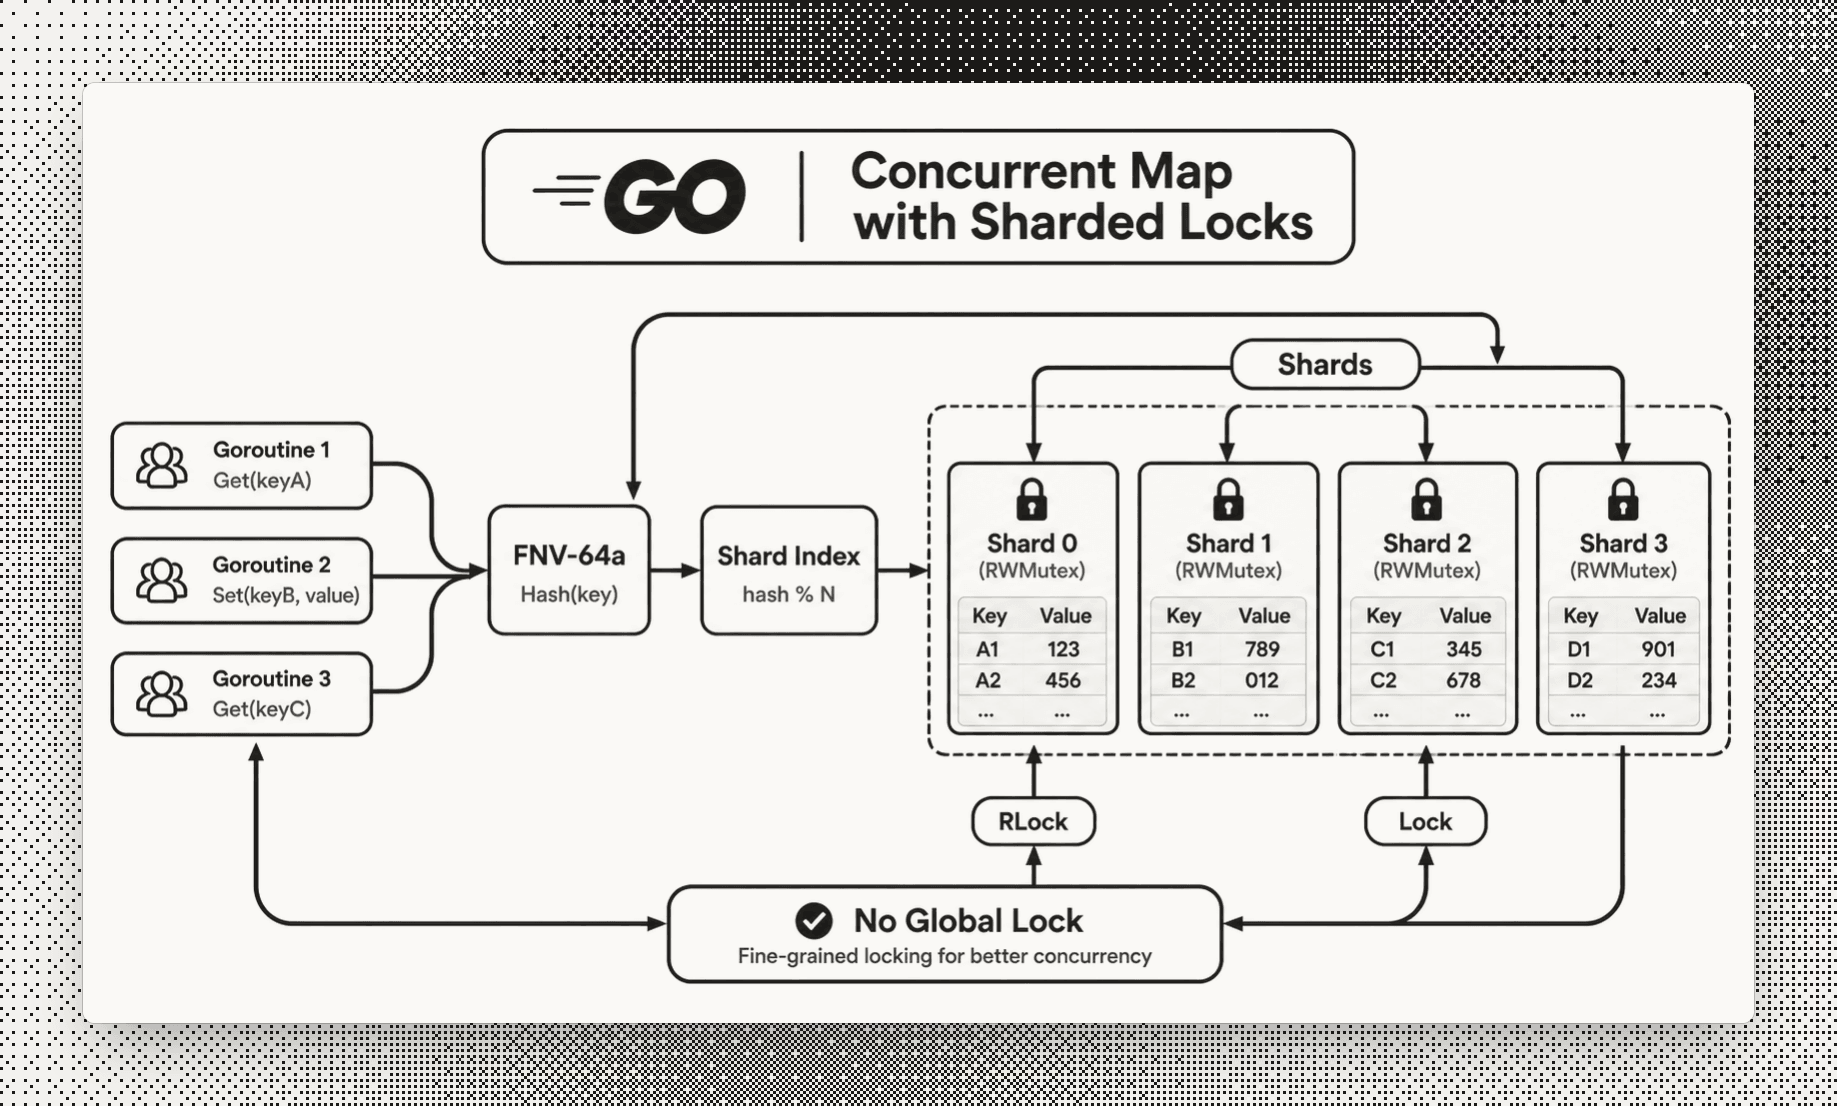 GO
Concurrent Map
with Sharded Locks
Shards
Goroutine 1
Get(keyA)
Goroutine 2
Set(keyB, value)
Goroutine 3
Get(keyC)
FNV-64a
Hash(key)
Shard Index
hash % N
Shard 0
(RWMutex)
Key Value
A1 123
A2 456
... ...
Shard 1
(RWMutex)
Key Value
B1 789
B2 012
... ...
Shard 2
(RWMutex)
Key Value
C1 345
C2 678
... ...
Shard 3
(RWMutex)
Key Value
D1 901
D2 234
... ...
RLock
Lock
No Global Lock
Fine-grained locking for better concurrency